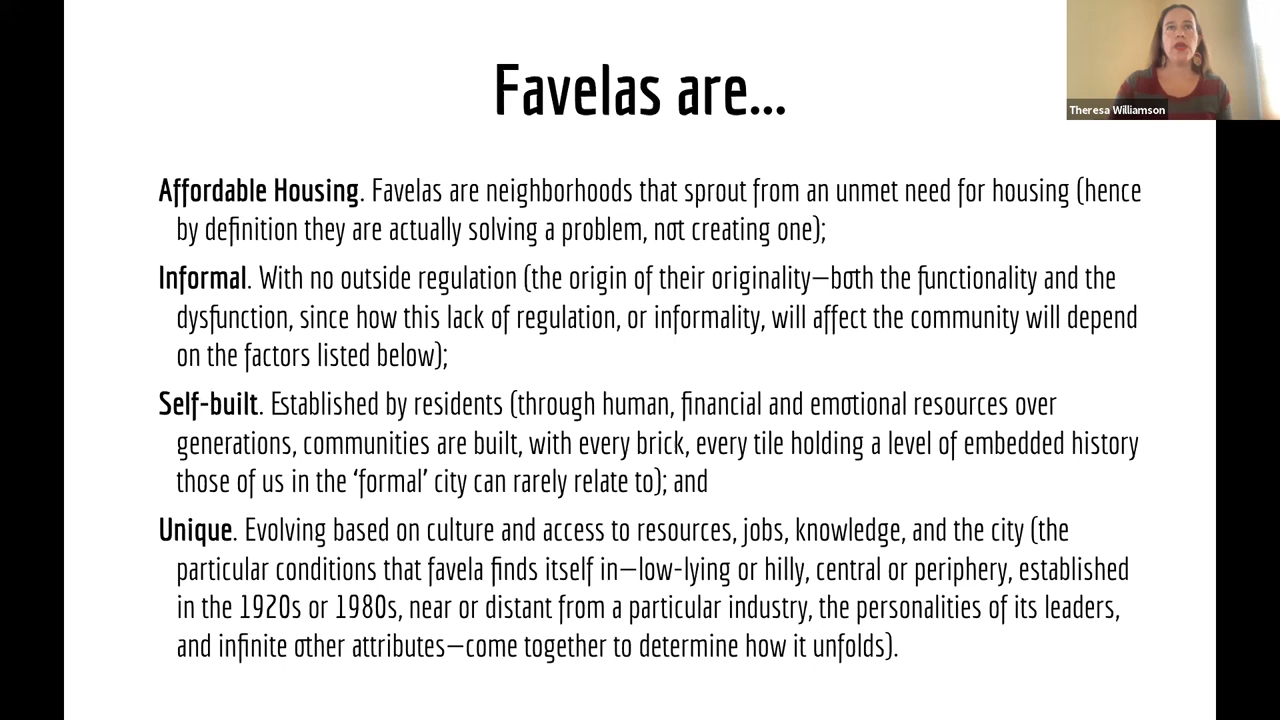 Favelas are...
Theresa Williamson
Affordable Housing. Favelas are neighborhoods that sprout from an unmet need for housing (hence
by definition they are actually solving a problem, not creating one);
Informal. With no outside regulation (the origin of their originality—both the functionality and the
dysfunction, since how this lack of regulation, or informality, will affect the community will depend
on the factors listed below);
Self-built. Established by residents (through human, financial and emotional resources over
generations, communities are built, with every brick, every tile holding a level of embedded history
those of us in the ‘formal’ city can rarely relate to); and
Unique. Evolving based on culture and access to resources, jobs, knowledge, and the city (the
particular conditions that favela finds itself in—low-lying or hilly, central or periphery, established
in the 1920s or 1980s, near or distant from a particular industry, the personalities of its leaders,
and infinite other attributes—come together to determine how it unfolds).